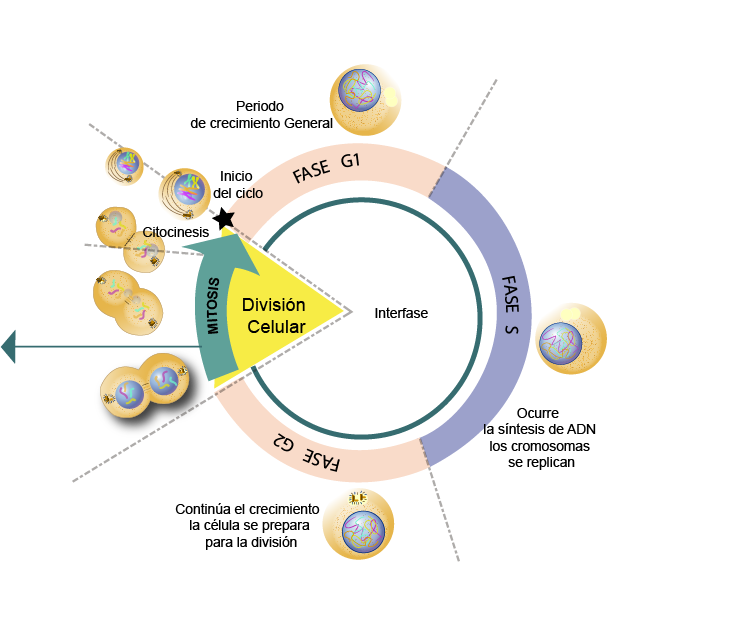 Periodo
de crecimiento General
FASE G1
Inicio
del ciclo
Citocinesis
MITOSIS
División
Celular
Interfase
FASE S
Ocurre
la síntesis de ADN
los cromosomas
se replican
FASE G2
Continúa el crecimiento
la célula se prepara
para la división